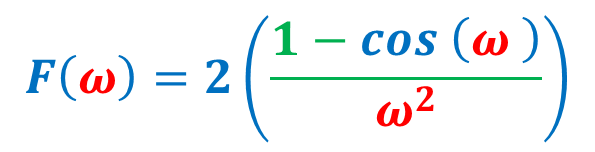 F(ω) = 2 ( (1 − cos (ω )) / ω² )